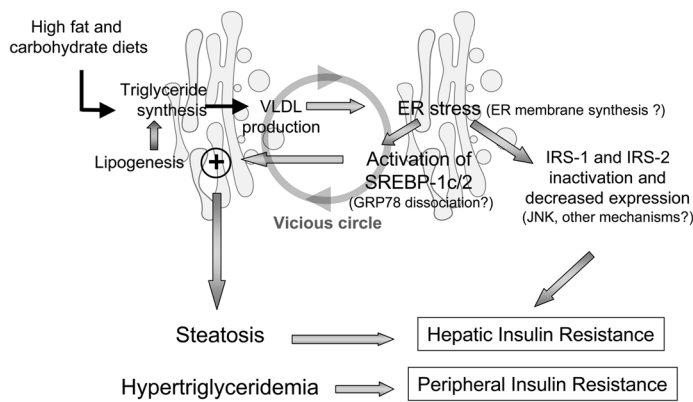 High fat and
carbohydrate diets
Triglyceride
synthesis
VLDL
production
ER stress (ER membrane synthesis ?)
Lipogenesis
+
Activation of
SREBP-1c/2
(GRP78 dissociation?)
IRS-1 and IRS-2
inactivation and
decreased expression
(JNK, other mechanisms?)
Vicious circle
Steatosis
Hepatic Insulin Resistance
Hypertriglyceridemia
Peripheral Insulin Resistance